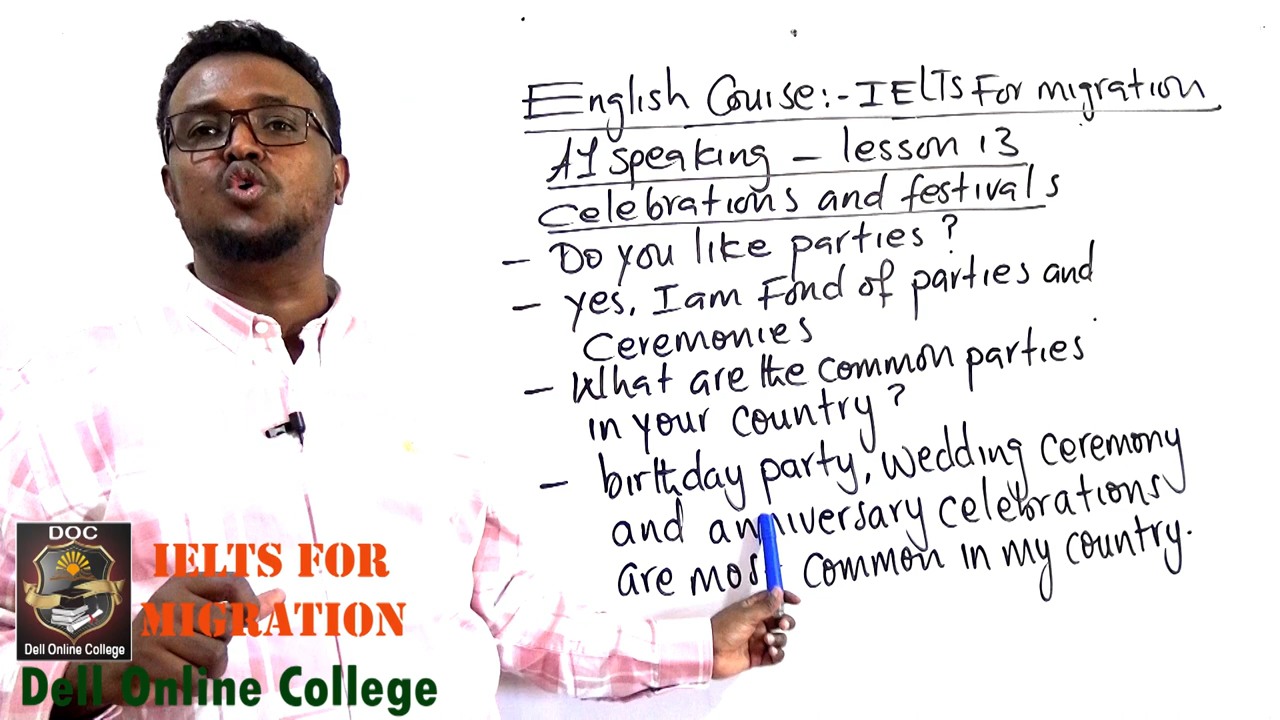 English Course:- IELTS For migration
A1 speaking - lesson 13
Celebrations and festivals
- Do you like parties?
- yes, I am Fond of parties and
Ceremonies
- What are the common parties
in your country?
- birthday party, wedding ceremony
and anniversary celebrations
are most common in my country.
DOC
Dell Online College
IELTS FOR
MIGRATION
Dell Online College